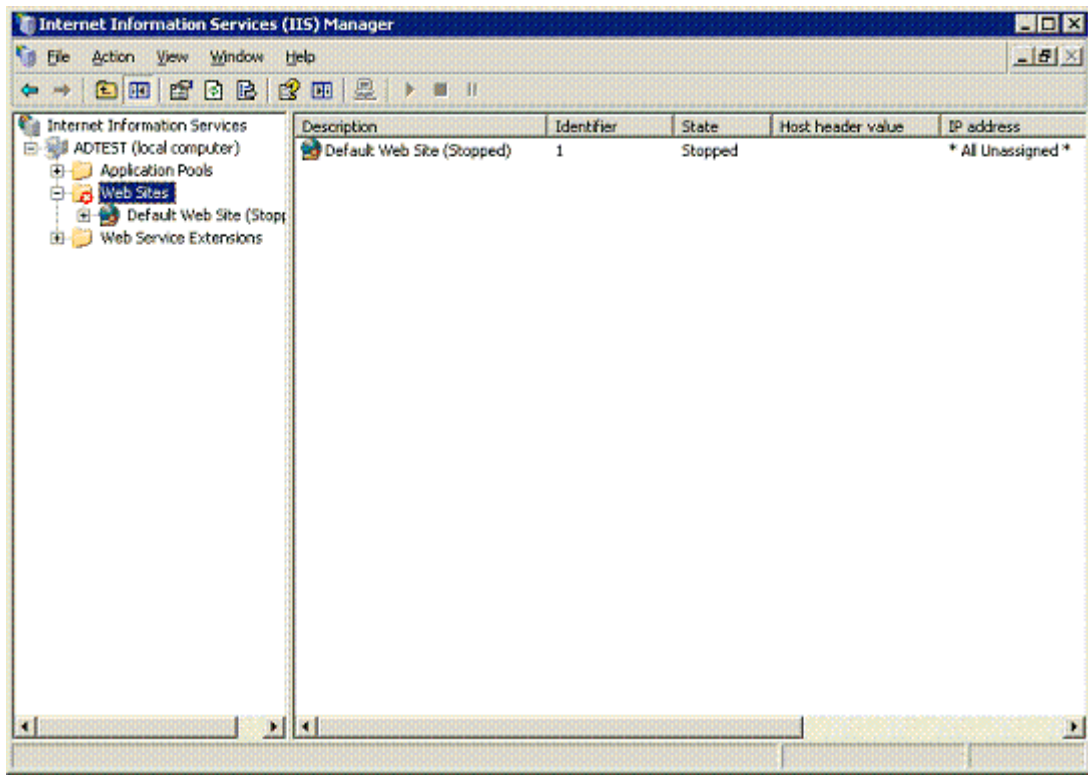 Internet Information Services (IIS) Manager
File Action View Window Help
Internet Information Services
ADTEST (local computer)
Application Pools
Web Sites
Default Web Site (Stopp
Web Service Extensions
Description Identifier State Host header value IP address
Default Web Site (Stopped) 1 Stopped * All Unassigned *